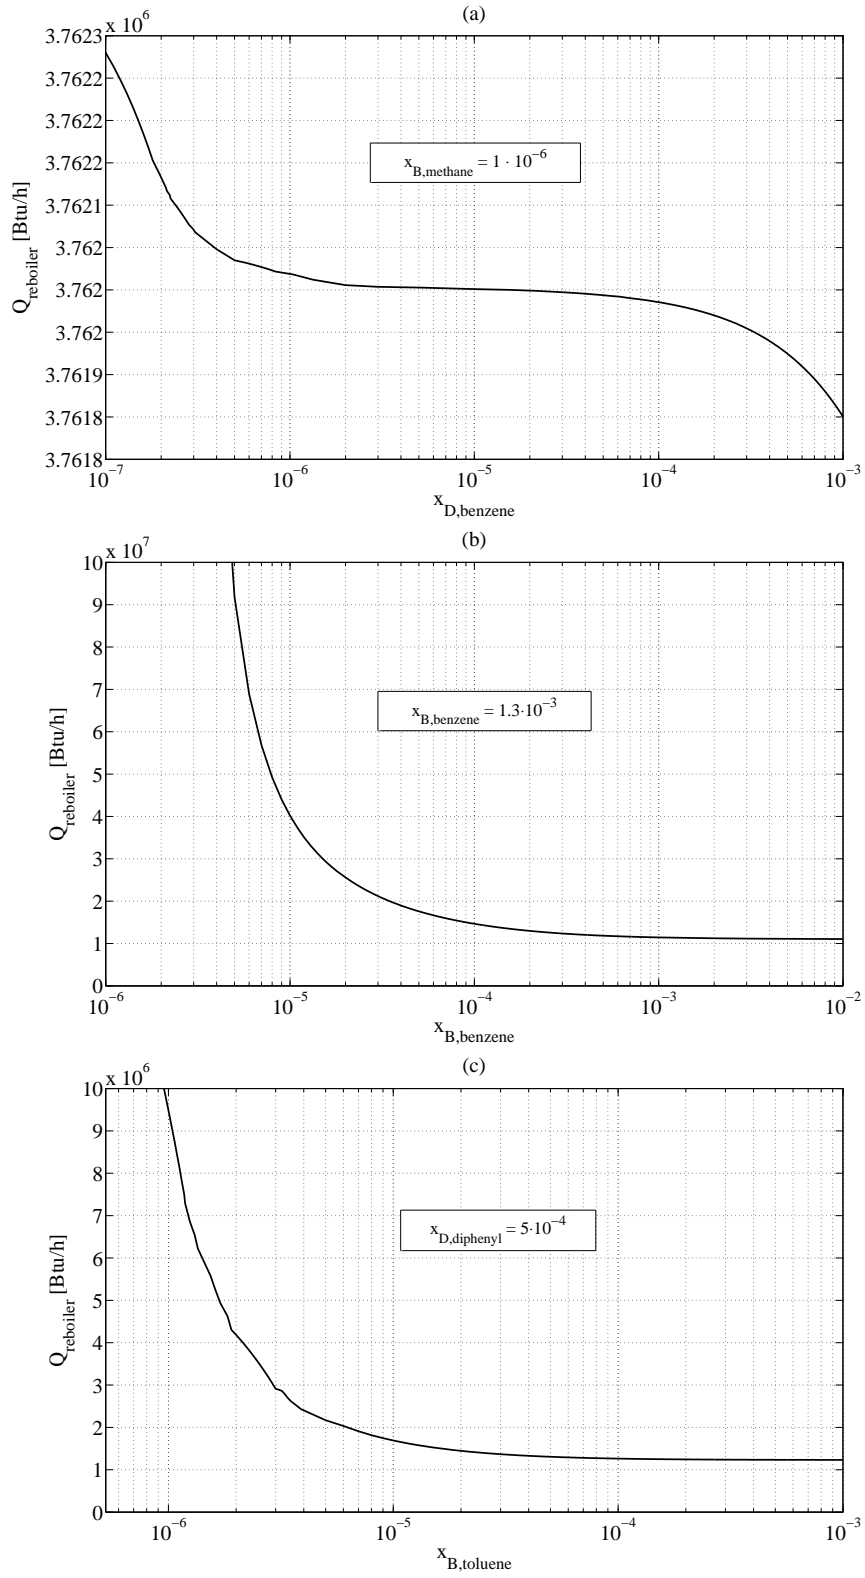 (a)
x 10^6
3.7623
3.7622
3.7622
3.7622
3.7621
3.762
3.762
3.762
3.7619
3.7618
3.7618
Q_reboiler [Btu/h]
x_B,methane = 1 · 10^−6
10^−7 10^−6 10^−5 10^−4 10^−3
x_D,benzene
(b)
x 10^7
10
9
8
7
6
5
4
3
2
1
0
Q_reboiler [Btu/h]
x_B,benzene = 1.3·10^−3
10^−6 10^−5 10^−4 10^−3 10^−2
x_B,benzene
(c)
x 10^6
10
9
8
7
6
5
4
3
2
1
0
Q_reboiler [Btu/h]
x_D,diphenyl = 5·10^−4
10^−6 10^−5 10^−4 10^−3
x_B,toluene